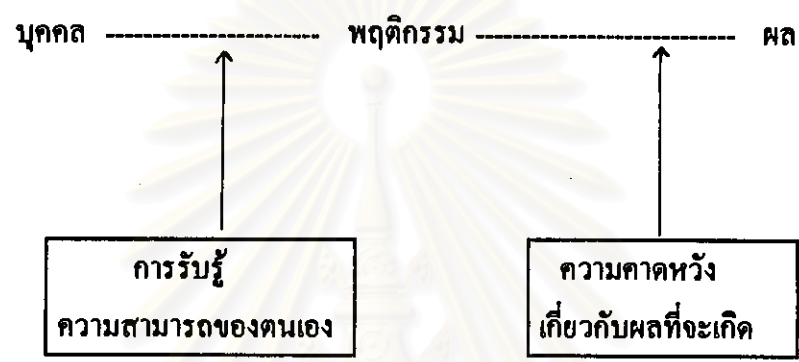 บุคคล ---------------------- พฤติกรรม -------------------------- ผล
การรับรู้
ความสามารถของตนเอง
ความคาดหวัง
เกี่ยวกับผลที่จะเกิด